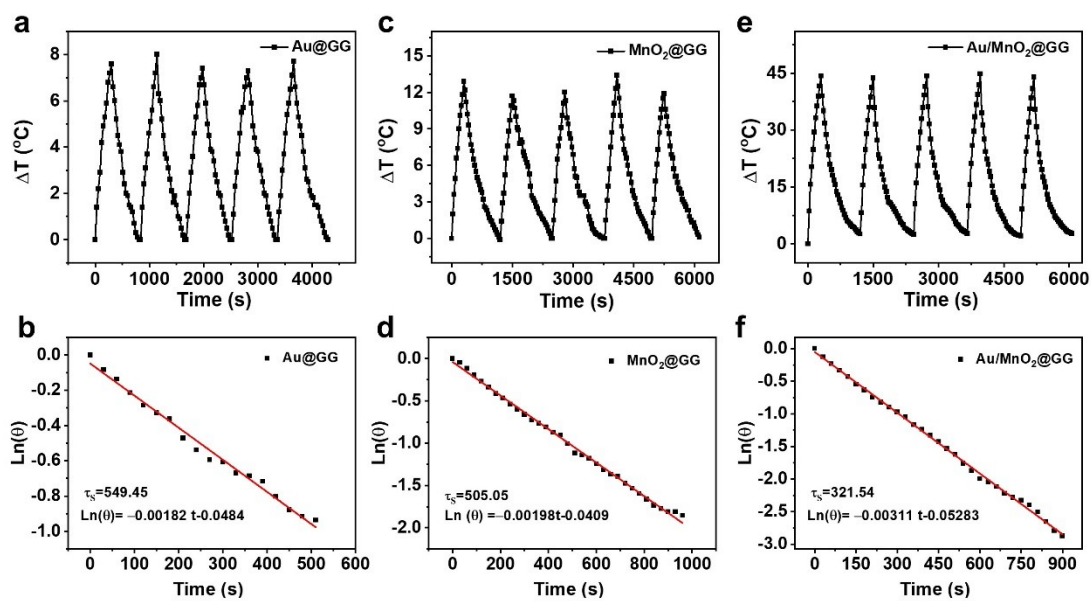 a
8
6
4
2
0
ΔT (°C)
Au@GG
0 1000 2000 3000 4000
Time (s)
c
15
12
9
6
3
0
ΔT (°C)
MnO₂@GG
0 1500 3000 4500 6000
Time (s)
e
45
30
15
0
ΔT (°C)
Au/MnO₂@GG
0 1500 3000 4500 6000
Time (s)
b
0.0
-0.2
-0.4
-0.6
-0.8
-1.0
Ln(θ)
Au@GG
τₛ=549.45
Ln(θ)= −0.00182 t-0.0484
0 100 200 300 400 500 600
Time (s)
d
0.0
-0.5
-1.0
-1.5
-2.0
Ln(θ)
MnO₂@GG
τₛ=505.05
Ln (θ) = −0.00198t-0.0409
0 200 400 600 800 1000
Time (s)
f
0.0
-0.5
-1.0
-1.5
-2.0
-2.5
-3.0
Ln(θ)
Au/MnO₂@GG
τₛ=321.54
Ln(θ)= −0.00311 t-0.05283
0 150 300 450 600 750 900
Time (s)